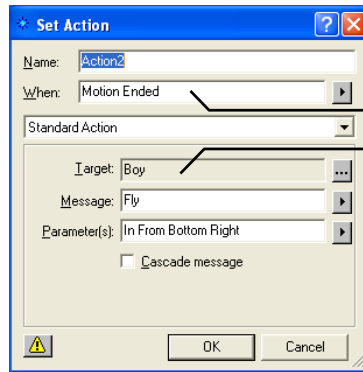 Set Action
Name: Action2
When: Motion Ended
Standard Action
Target: Boy ...
Message: Fly
Parameter(s): In From Bottom Right
Cascade message
OK Cancel